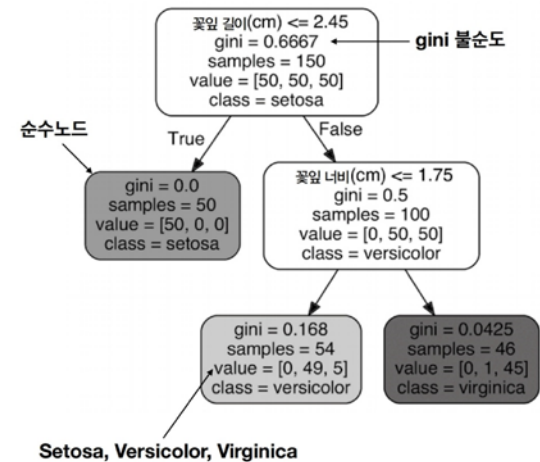 꽃잎 길이(cm) <= 2.45
gini = 0.6667
samples = 150
value = [50, 50, 50]
class = setosa
gini 불순도
순수노드
True
False
gini = 0.0
samples = 50
value = [50, 0, 0]
class = setosa
꽃잎 너비(cm) <= 1.75
gini = 0.5
samples = 100
value = [0, 50, 50]
class = versicolor
gini = 0.168
samples = 54
value = [0, 49, 5]
class = versicolor
gini = 0.0425
samples = 46
value = [0, 1, 45]
class = virginica
Setosa, Versicolor, Virginica